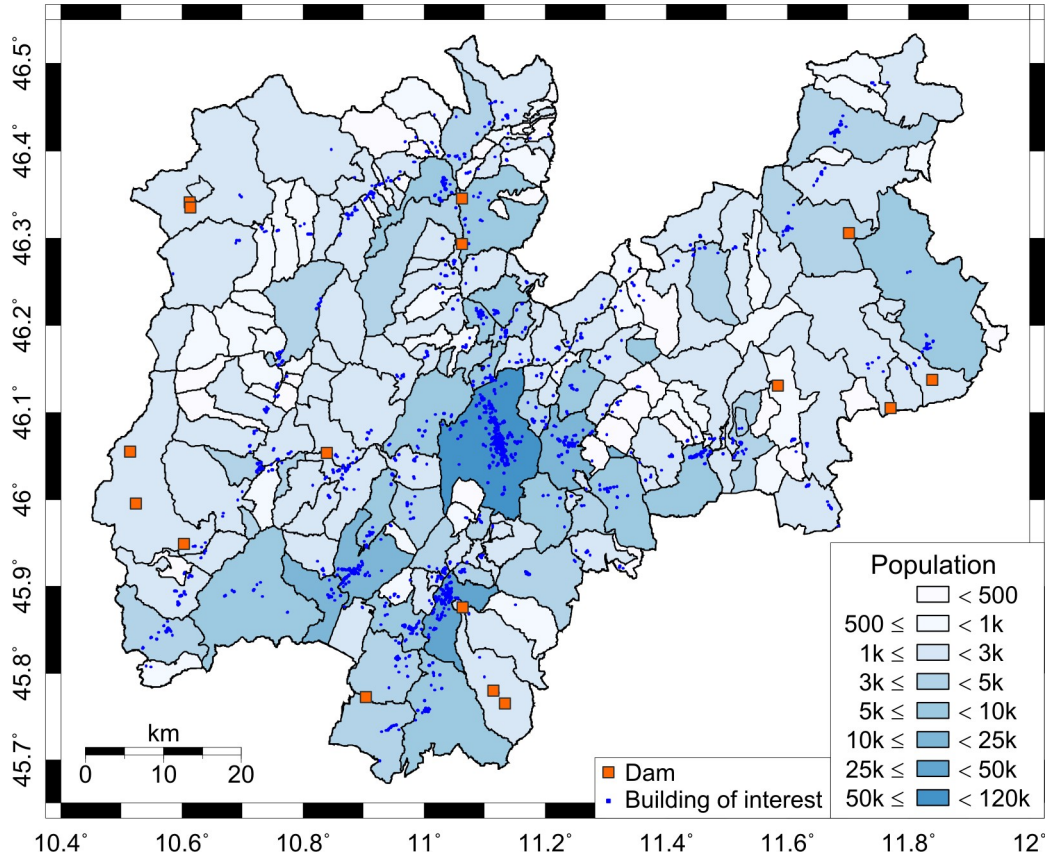 46.5°
46.4°
46.3°
46.2°
46.1°
46°
45.9°
45.8°
45.7°
km
0 10 20
Dam
Building of interest
Population
< 500
500 ≤ < 1k
1k ≤ < 3k
3k ≤ < 5k
5k ≤ < 10k
10k ≤ < 25k
25k ≤ < 50k
50k ≤ < 120k
10.4° 10.6° 10.8° 11° 11.2° 11.4° 11.6° 11.8° 12°